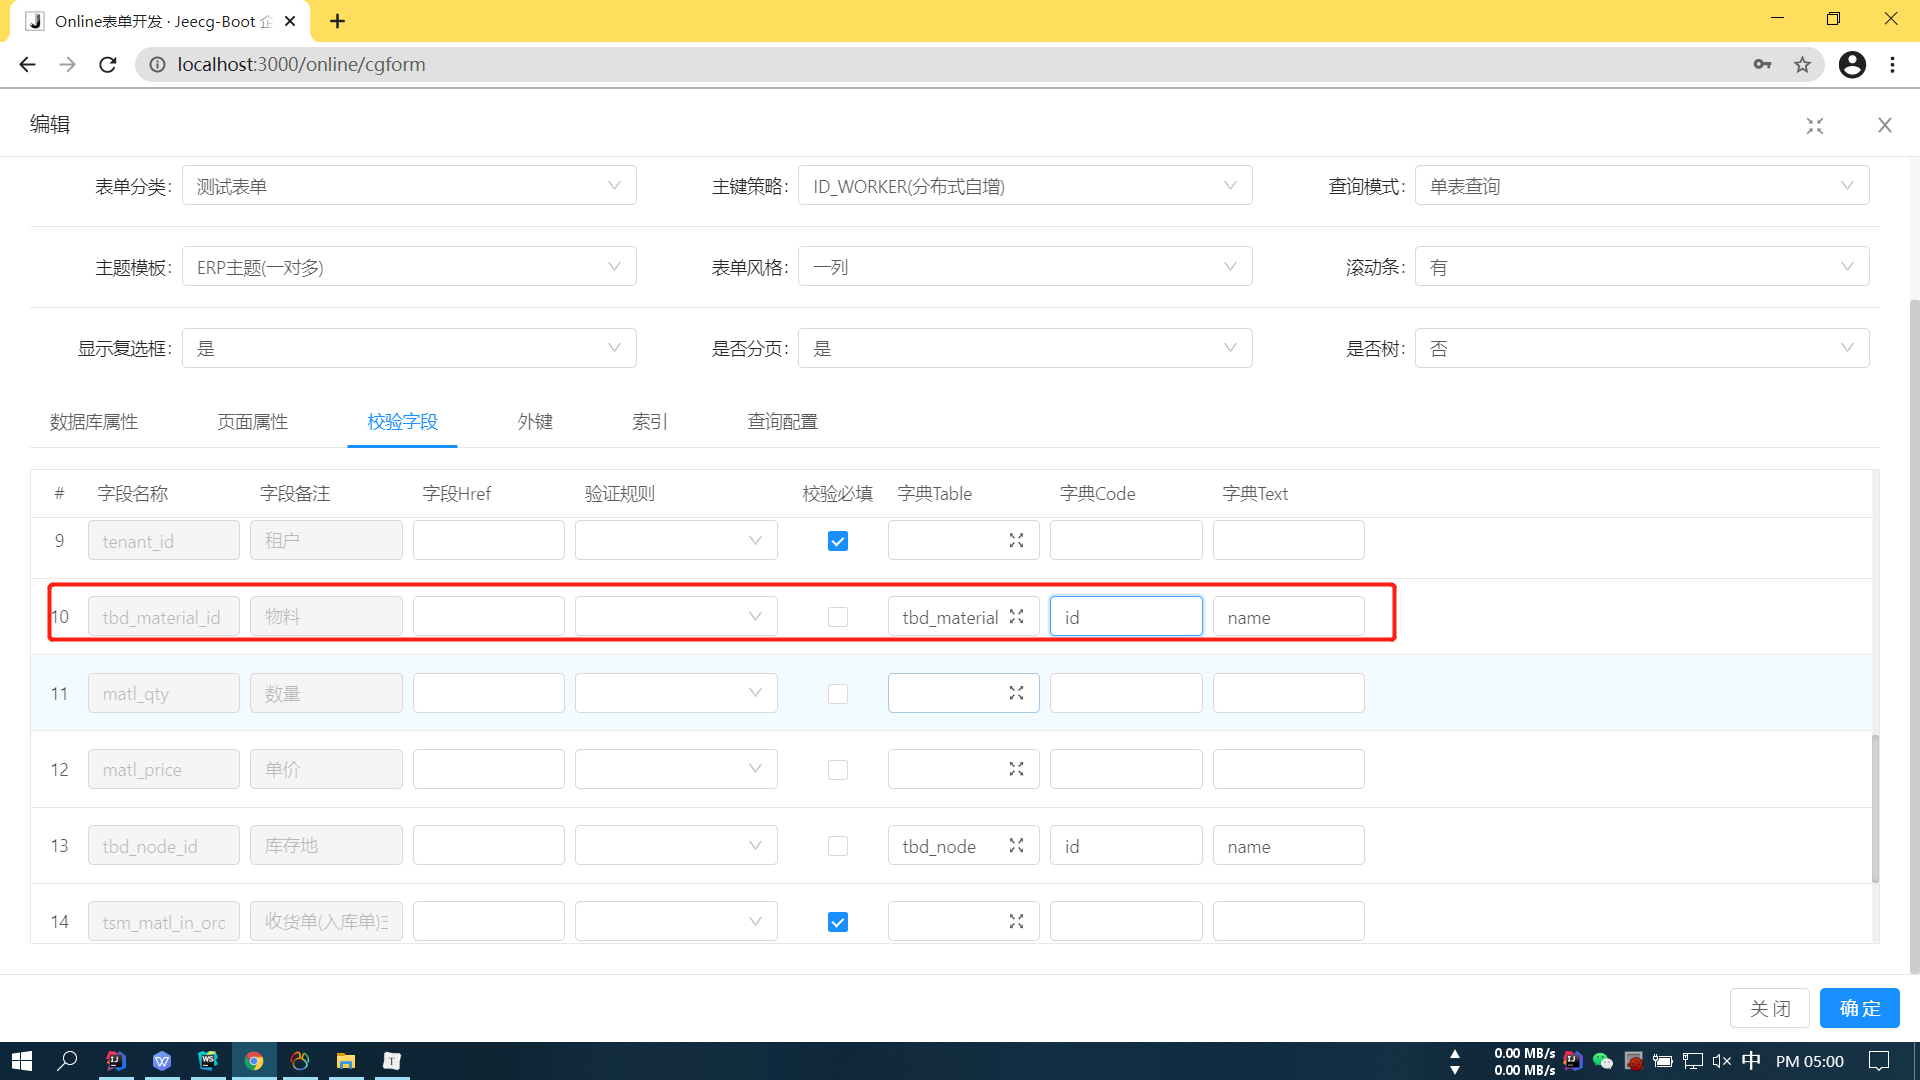 Online表单开发 · Jeecg-Boot 企
localhost:3000/online/cgform
编辑
表单分类: 测试表单 主键策略: ID_WORKER(分布式自增) 查询模式: 单表查询
主题模板: ERP主题(一对多) 表单风格: 一列 滚动条: 有
显示复选框: 是 是否分页: 是 是否树: 否
数据库属性 页面属性 校验字段 外键 索引 查询配置
# 字段名称 字段备注 字段Href 验证规则 校验必填 字典Table 字典Code 字典Text
9 tenant_id 租户
10 tbd_material_id 物料 tbd_material id name
11 matl_qty 数量
12 matl_price 单价
13 tbd_node_id 库存地 tbd_node id name
14 tsm_matl_in_orc 收货单(入库单)
关闭 确定
0.00 MB/s
0.00 MB/s
中 PM 05:00